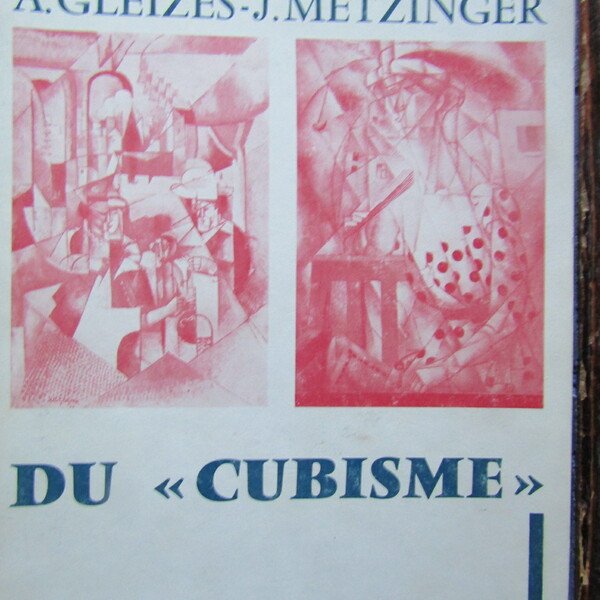 A. GLEIZES-J. METZINGER
DU « CUBISME »